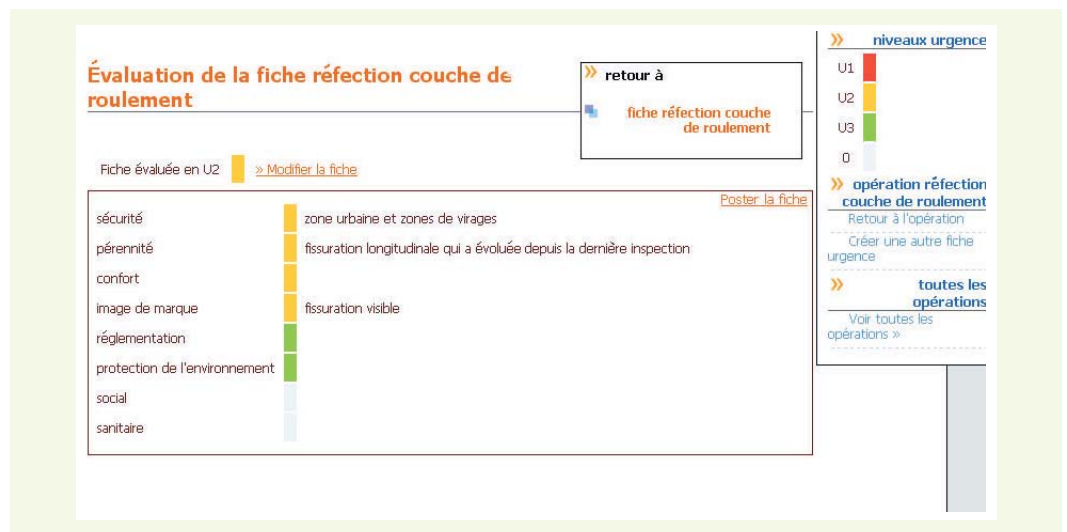 Évaluation de la fiche réfection couche de
roulement
» retour à
fiche réfection couche
de roulement
Fiche évaluée en U2
» Modifier la fiche
Poster la fiche
sécurité zone urbaine et zones de virages
pérennité fissuration longitudinale qui a évoluée depuis la dernière inspection
confort
image de marque fissuration visible
réglementation
protection de l'environnement
social
sanitaire
» niveaux urgence
U1
U2
U3
0
» opération réfection
couche de roulement
Retour à l'opération
Créer une autre fiche
urgence
» toutes les
opérations
Voir toutes les
opérations »